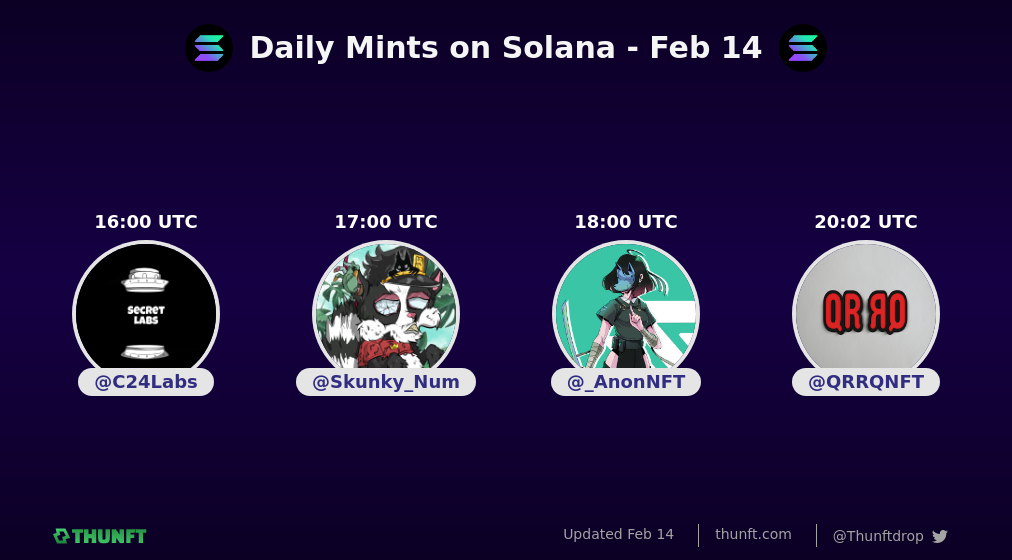 Daily Mints on Solana - Feb 14
16:00 UTC
17:00 UTC
18:00 UTC
20:02 UTC
SECRET
LABS
QR ЯQ
@C24Labs
@Skunky_Num
@_AnonNFT
@QRRQNFT
THUNFT
Updated Feb 14
thunft.com
@Thunftdrop